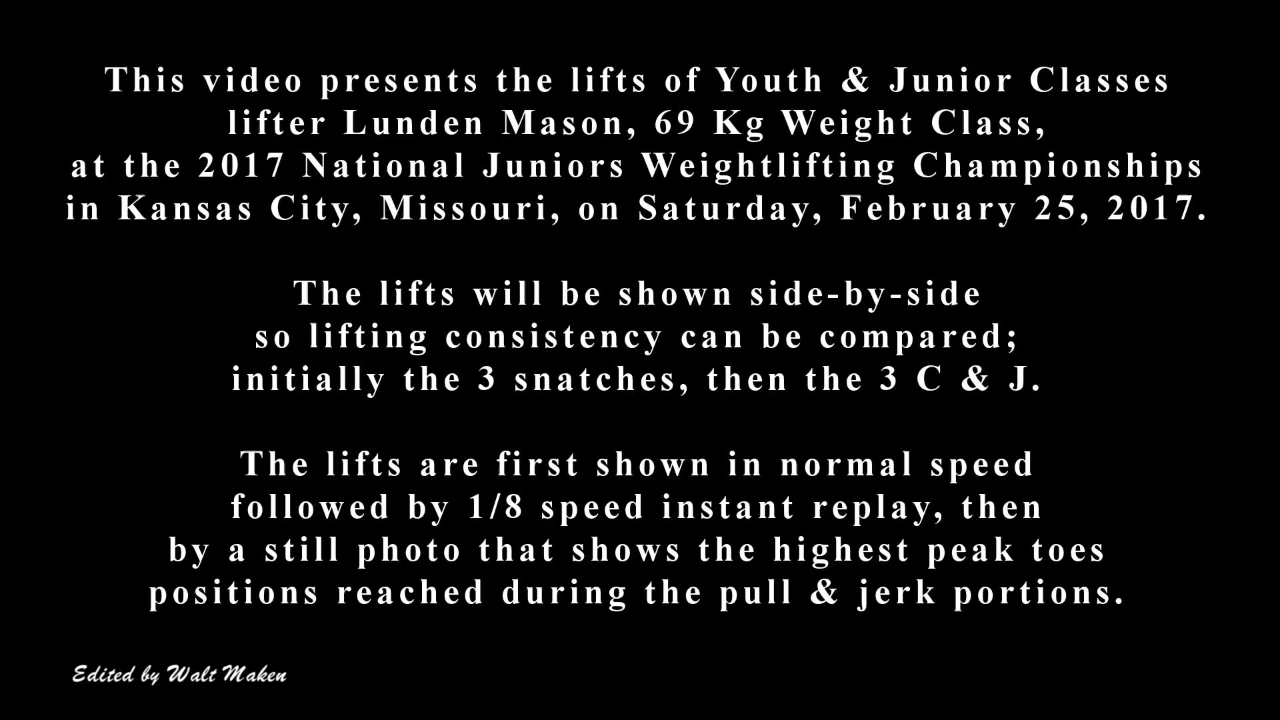 This video presents the lifts of Youth & Junior Classes
lifter Lunden Mason, 69 Kg Weight Class,
at the 2017 National Juniors Weightlifting Championships
in Kansas City, Missouri, on Saturday, February 25, 2017.
The lifts will be shown side-by-side
so lifting consistency can be compared;
initially the 3 snatches, then the 3 C & J.
The lifts are first shown in normal speed
followed by 1/8 speed instant replay, then
by a still photo that shows the highest peak toes
positions reached during the pull & jerk portions.
Edited by Walt Maken